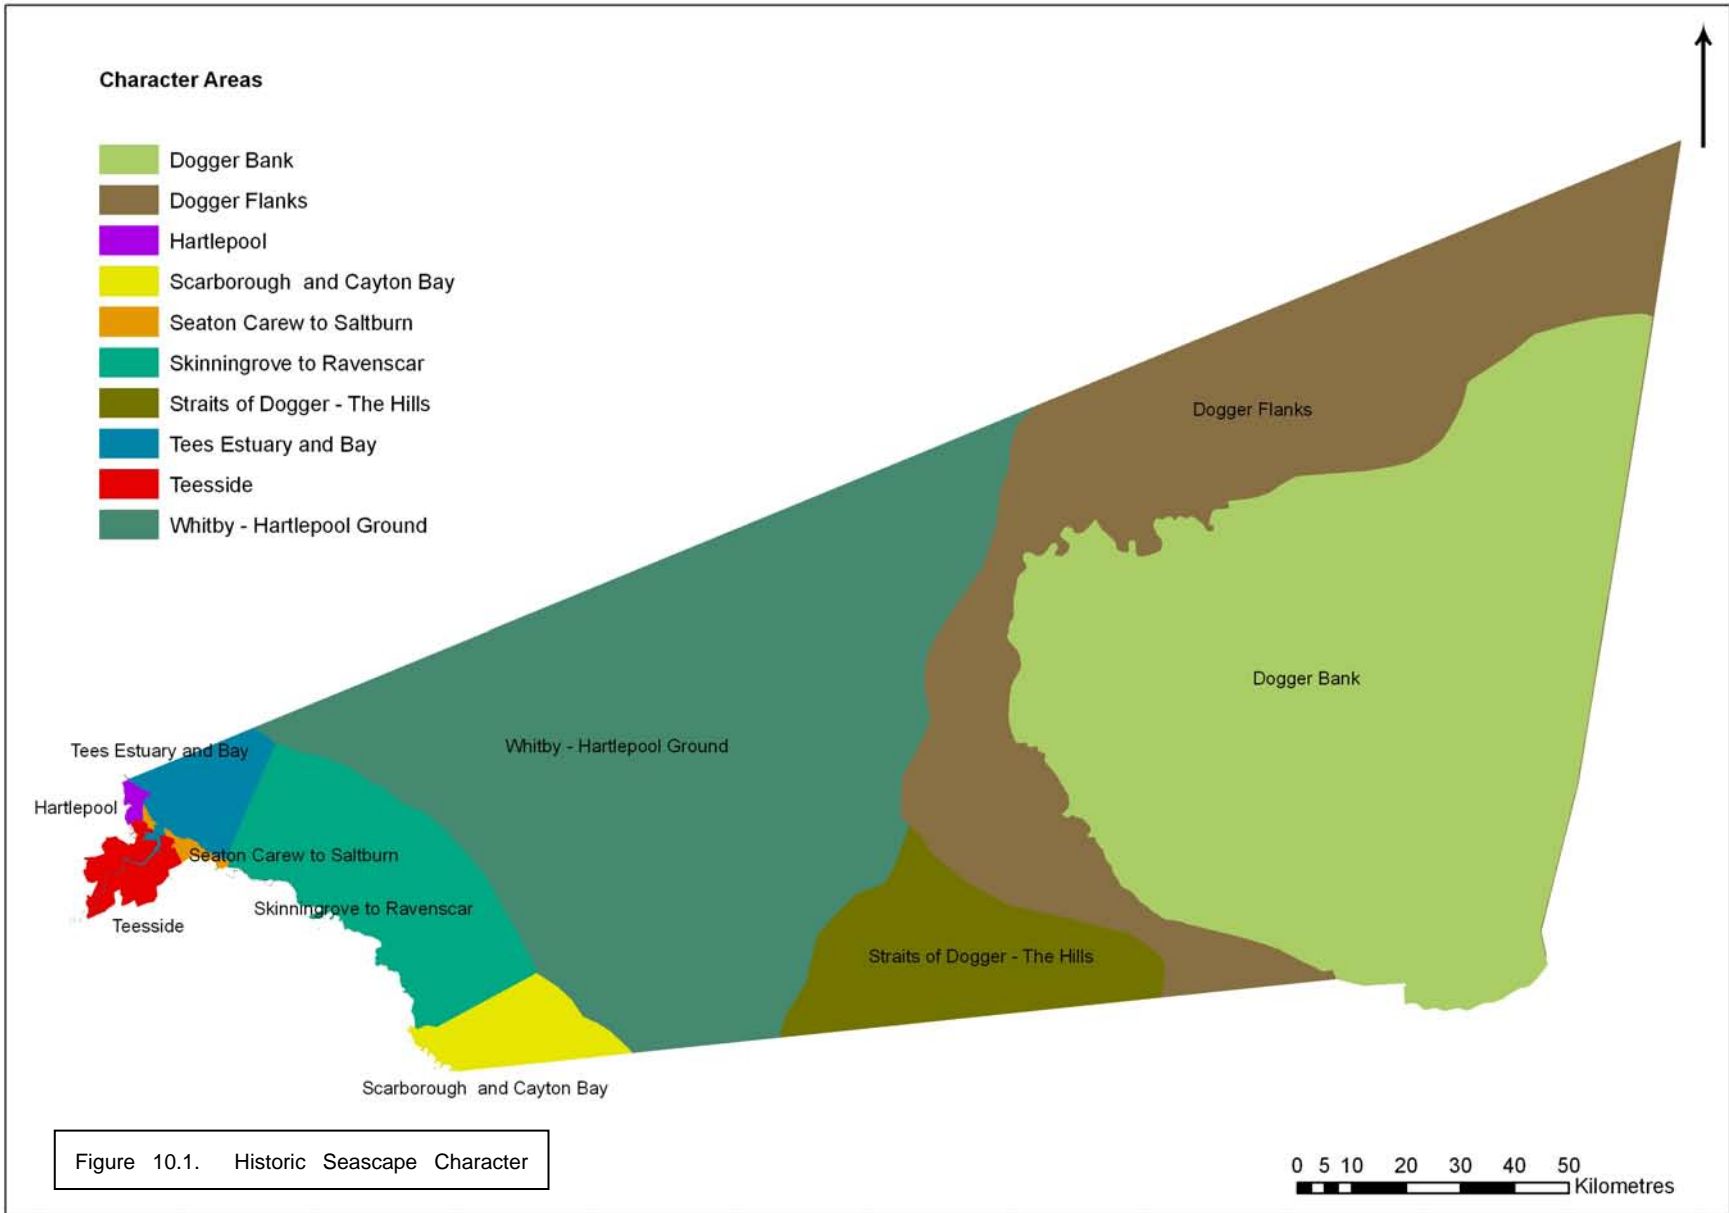 Character Areas
Dogger Bank
Dogger Flanks
Hartlepool
Scarborough and Cayton Bay
Seaton Carew to Saltburn
Skinningrove to Ravenscar
Straits of Dogger - The Hills
Tees Estuary and Bay
Teesside
Whitby - Hartlepool Ground
Dogger Flanks
Dogger Bank
Whitby - Hartlepool Ground
Tees Estuary and Bay
Hartlepool
Seaton Carew to Saltburn
Skinningrove to Ravenscar
Teesside
Straits of Dogger - The Hills
Scarborough and Cayton Bay
Figure 10.1. Historic Seascape Character
0 5 10 20 30 40 50
Kilometres